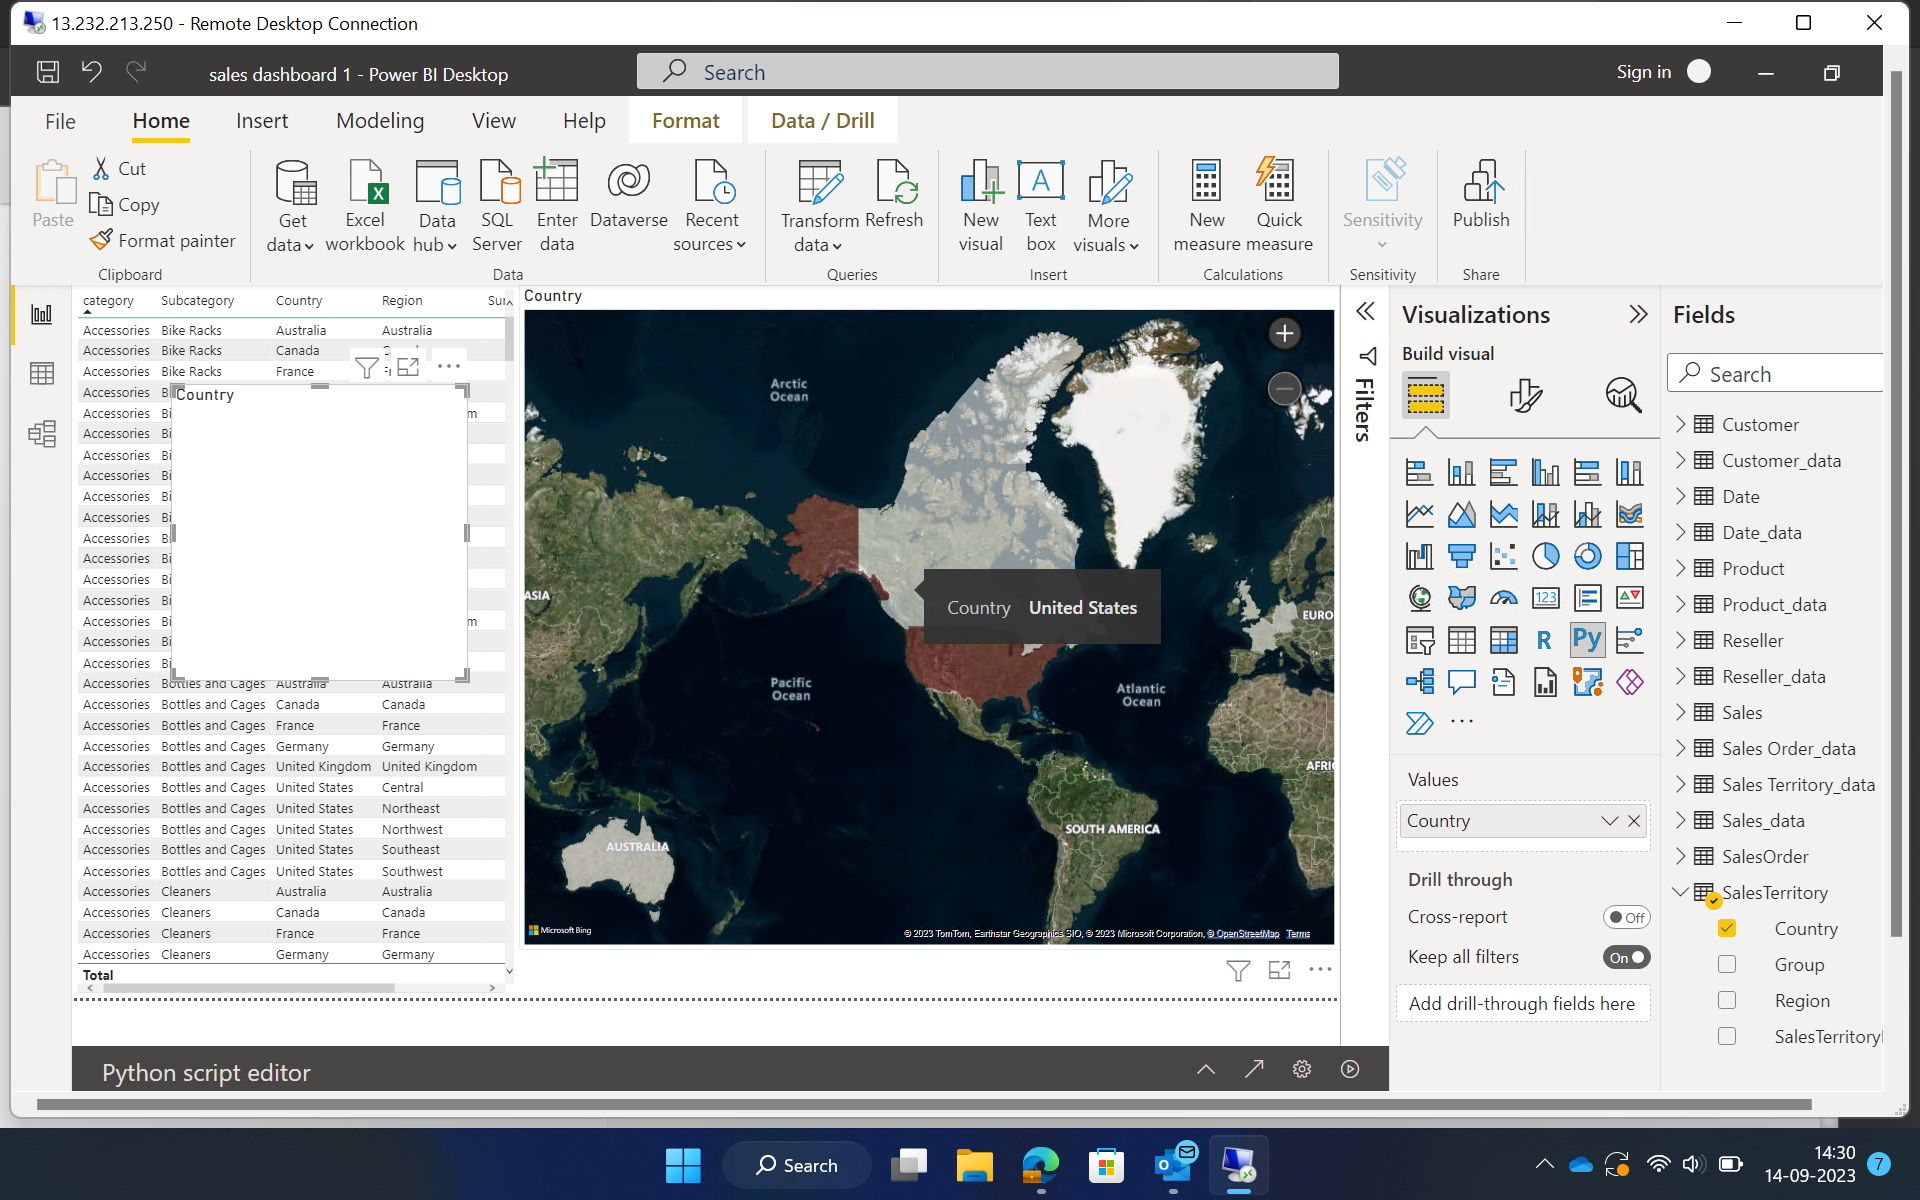 13.232.213.250 - Remote Desktop Connection
sales dashboard 1 - Power BI Desktop
Search
Sign in
File
Home
Insert
Modeling
View
Help
Format
Data / Drill
Paste
Cut
Copy
Format painter
Clipboard
Get
data
Excel
workbook
Data
hub
SQL
Server
Enter
data
Dataverse
Recent
sources
Data
Transform
data
Refresh
Queries
New
visual
Text
box
More
visuals
Insert
New
measure
Quick
measure
Calculations
Sensitivity
Sensitivity
Publish
Share
category Subcategory Country Region
Accessories Bike Racks Australia Australia
Accessories Bike Racks Canada
Accessories Bike Racks France
Accessories
Accessories Bi
Accessories Bi
Accessories Bi
Accessories Bi
Accessories Bi
Accessories Bi
Accessories Bi
Accessories Bi
Accessories Bi
Accessories Bi
Accessories Bi
Accessories Bi
Accessories Bi
Country
Accessories Bottles and Cages Australia Australia
Accessories Bottles and Cages Canada Canada
Accessories Bottles and Cages France France
Accessories Bottles and Cages Germany Germany
Accessories Bottles and Cages United Kingdom United Kingdom
Accessories Bottles and Cages United States Central
Accessories Bottles and Cages United States Northeast
Accessories Bottles and Cages United States Northwest
Accessories Bottles and Cages United States Southeast
Accessories Bottles and Cages United States Southwest
Accessories Cleaners Australia Australia
Accessories Cleaners Canada Canada
Accessories Cleaners France France
Accessories Cleaners Germany Germany
Total
Country
Arctic
Ocean
ASIA
Country United States
EURO
Pacific
Ocean
Atlantic
Ocean
AFRI
SOUTH AMERICA
AUSTRALIA
Microsoft Bing
© 2023 TomTom, Earthstar Geographics SIO, © 2023 Microsoft Corporation, © OpenStreetMap Terms
Filters
Visualizations
Build visual
123
R
Py
Values
Country
Drill through
Cross-report
Off
Keep all filters
On
Add drill-through fields here
Fields
Search
Customer
Customer_data
Date
Date_data
Product
Product_data
Reseller
Reseller_data
Sales
Sales Order_data
Sales Territory_data
Sales_data
SalesOrder
SalesTerritory
Country
Group
Region
SalesTerritory
Python script editor
Search
14:30
14-09-2023
7